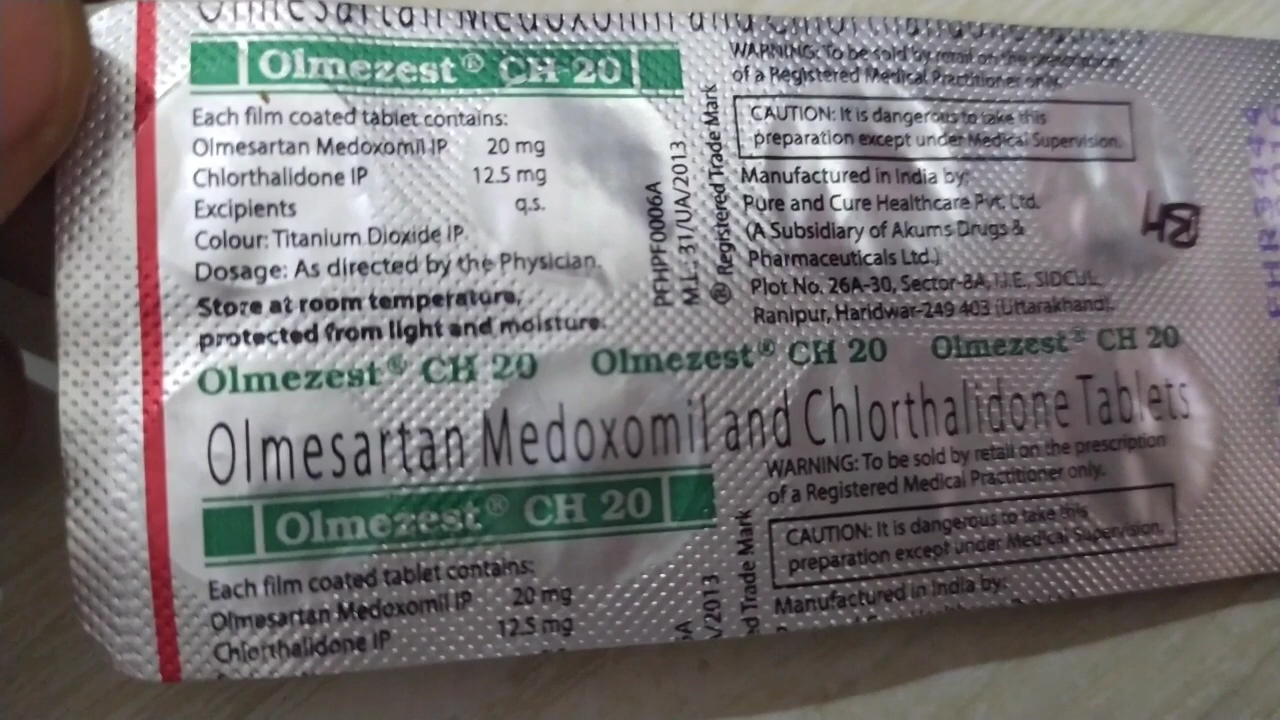 Olmesartan Medoxomil and Chlorthalidone
Olmezest® CH 20
Each film coated tablet contains:
Olmesartan Medoxomil IP 20 mg
Chlorthalidone IP 12.5 mg
Excipients q.s.
Colour: Titanium Dioxide IP.
Dosage: As directed by the Physician.
Store at room temperature,
protected from light and moisture.
PFHPF0006A
M.L.: 31/UA/2013
® Registered Trade Mark
WARNING: To be sold by retail on the prescription
of a Registered Medical Practitioner only.
CAUTION: It is dangerous to take this
preparation except under Medical Supervision.
Manufactured in India by:
Pure and Cure Healthcare Pvt. Ltd.
(A Subsidiary of Akums Drugs &
Pharmaceuticals Ltd.)
Plot No. 26A-30, Sector-8A, I.I.E., SIDCUL,
Ranipur, Haridwar-249 403 (Uttarakhand).
Olmezest® CH 20 Olmezest® CH 20 Olmezest® CH 20
Olmesartan Medoxomil and Chlorthalidone Tablets
Olmezest® CH 20
Each film coated tablet contains:
Olmesartan Medoxomil IP 20 mg
Chlorthalidone IP 12.5 mg
/2013
Trade Mark
WARNING: To be sold by retail on the prescription
of a Registered Medical Practitioner only.
CAUTION: It is dangerous to take this
preparation except under Medical Supervision.
Manufactured in India by: